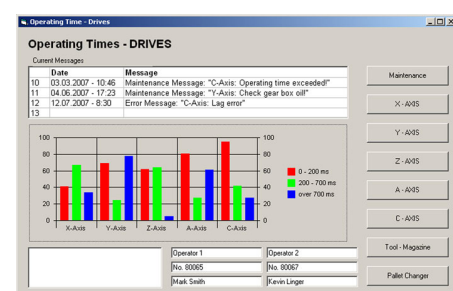 Operating Time - Drives
Operating Times - DRIVES
Current Messages
Date Message
10 03.03.2007 - 10:46 Maintenance Message: "C-Axis: Operating time exceeded!"
11 04.06.2007 - 17:23 Maintenance Message: "Y-Axis: Check gear box oil!"
12 12.07.2007 - 8:30 Error Message: "C-Axis: Lag error"
13
Maintenance
X - AXIS
Y - AXIS
Z - AXIS
A - AXIS
C - AXIS
Tool - Magazine
Pallet Changer
100 100
80 80
60 60
40 40
20 20
0 0
X-Axis Y-Axis Z-Axis A-Axis C-Axis
0 - 200 ms
200 - 700 ms
over 700 ms
Operator 1 Operator 2
No. 80065 No. 80067
Mark Smith Kevin Linger